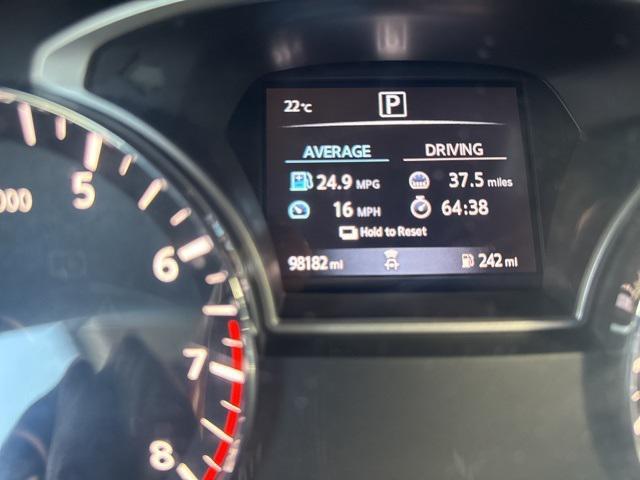 22°C P
AVERAGE DRIVING
24.9 MPG 37.5 miles
16 MPH 64:38
Hold to Reset
98182 mi 242 mi
5
6
7
8